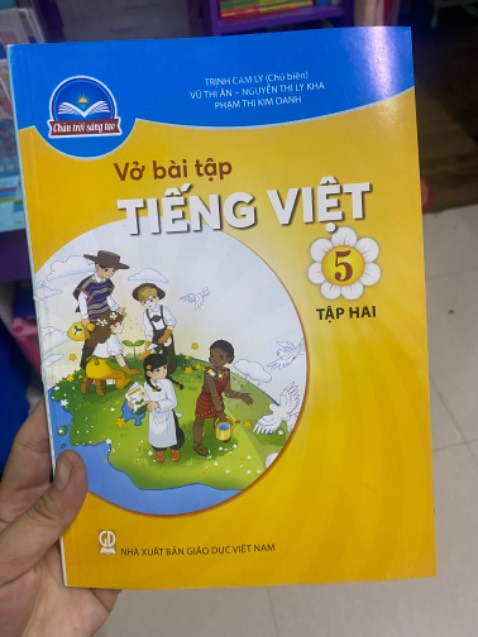 TRỊNH CAM LY (Chủ biên)
VŨ THỊ ÂN – NGUYỄN THỊ LY KHA
PHẠM THỊ KIM OANH
Chân trời sáng tạo
Vở bài tập
TIẾNG VIỆT
5
TẬP HAI
NHÀ XUẤT BẢN GIÁO DỤC VIỆT NAM